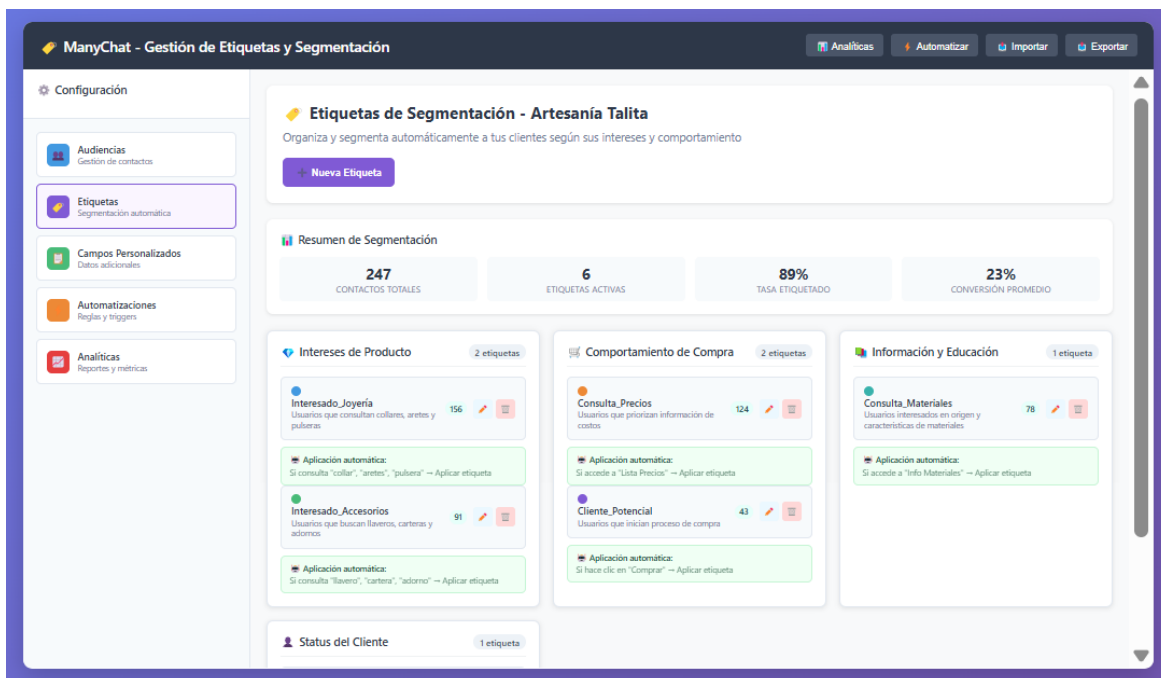 ManyChat - Gestión de Etiquetas y Segmentación
Analíticas
Automatizar
Importar
Exportar
Configuración
Audiencias
Gestión de contactos
Etiquetas
Segmentación automática
Campos Personalizados
Datos adicionales
Automatizaciones
Reglas y triggers
Analíticas
Reportes y métricas
Etiquetas de Segmentación - Artesanía Talita
Organiza y segmenta automáticamente a tus clientes según sus intereses y comportamiento
Nueva Etiqueta
Resumen de Segmentación
247
CONTACTOS TOTALES
6
ETIQUETAS ACTIVAS
89%
TASA ETIQUETADO
23%
CONVERSIÓN PROMEDIO
Intereses de Producto
2 etiquetas
Interesado_Joyería
Usuarios que consultan collares, aretes y
pulseras
156
Aplicación automática:
Si consulta "collar", "aretes", "pulsera" → Aplicar etiqueta
Interesado_Accesorios
Usuarios que buscan llaveros, carteras y
adornos
91
Aplicación automática:
Si consulta "llavero", "cartera", "adorno" → Aplicar etiqueta
Comportamiento de Compra
2 etiquetas
Consulta_Precios
Usuarios que priorizan información de
costos
124
Aplicación automática:
Si accede a "Lista Precios" → Aplicar etiqueta
Cliente_Potencial
Usuarios que inician proceso de compra
43
Aplicación automática:
Si hace clic en "Comprar" → Aplicar etiqueta
Información y Educación
1 etiqueta
Consulta_Materiales
Usuarios interesados en origen y
características de materiales
78
Aplicación automática:
Si accede a "Info Materiales" → Aplicar etiqueta
Status del Cliente
1 etiqueta